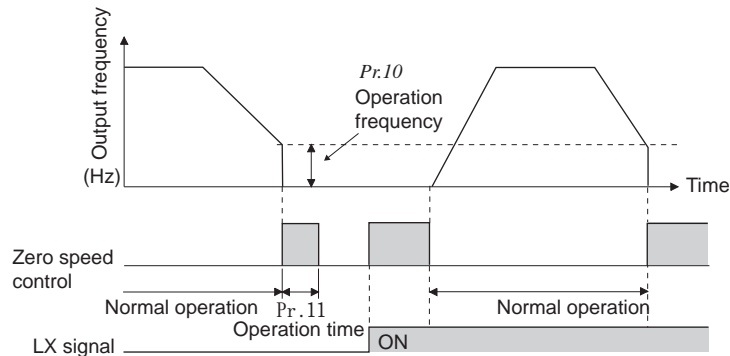 Output frequency
(Hz)
Pr.10
Operation
frequency
Time
Zero speed
control
Normal operation
Pr.11
Operation time
Normal operation
LX signal
ON